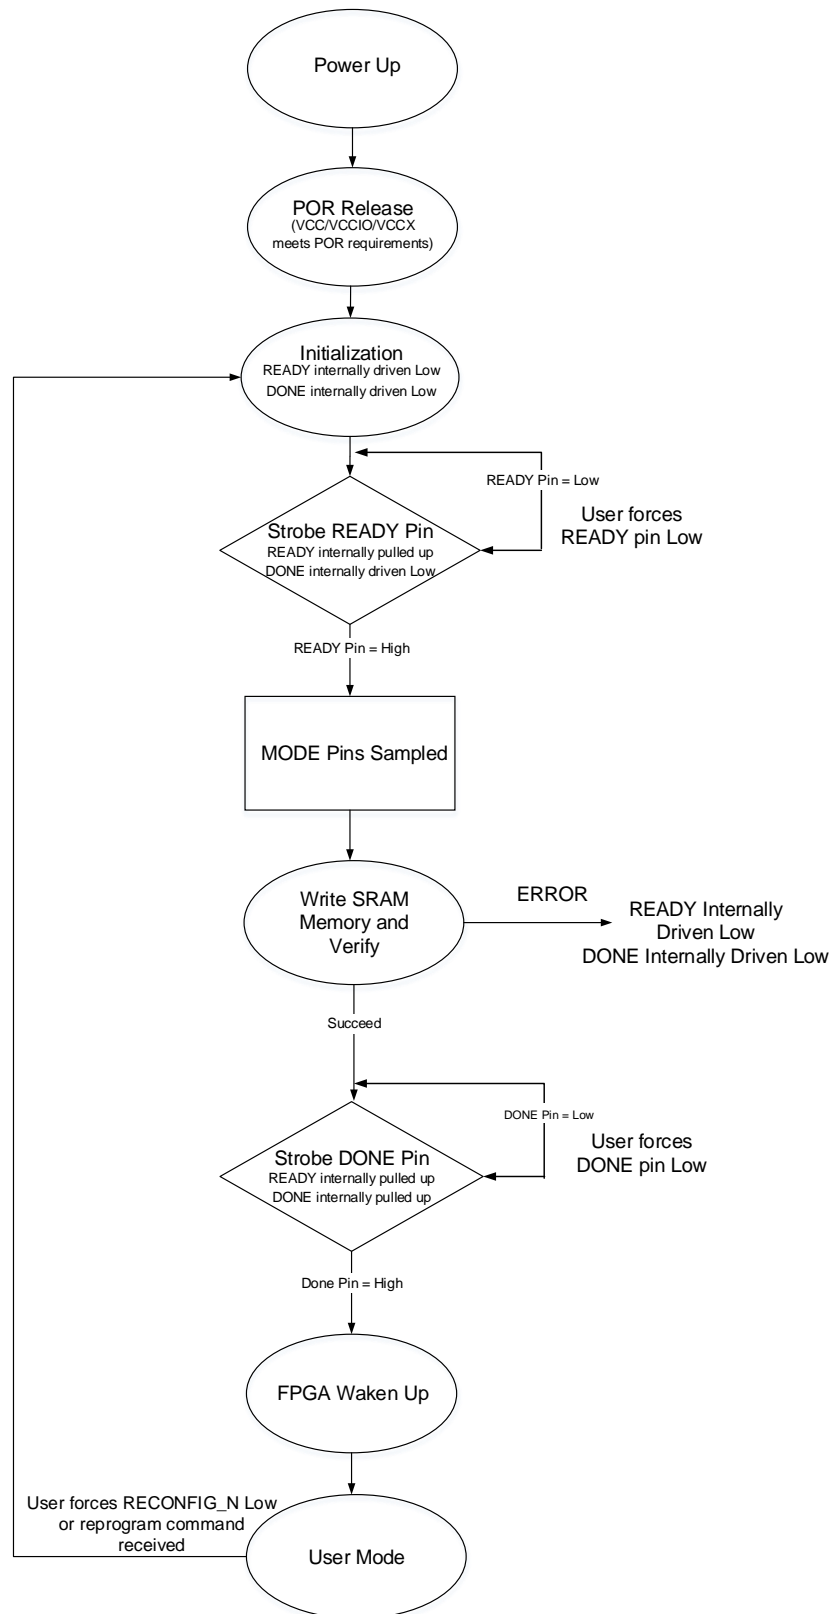 Power Up
POR Release
(VCC/VCCIO/VCCX
meets POR requirements)
Initialization
READY internally driven Low
DONE internally driven Low
READY Pin = Low
User forces
READY pin Low
Strobe READY Pin
READY internally pulled up
DONE internally driven Low
READY Pin = High
MODE Pins Sampled
Write SRAM
Memory and
Verify
ERROR
READY Internally
Driven Low
DONE Internally Driven Low
Succeed
DONE Pin = Low
User forces
DONE pin Low
Strobe DONE Pin
READY internally pulled up
DONE internally pulled up
Done Pin = High
FPGA Waken Up
User forces RECONFIG_N Low
or reprogram command
received
User Mode